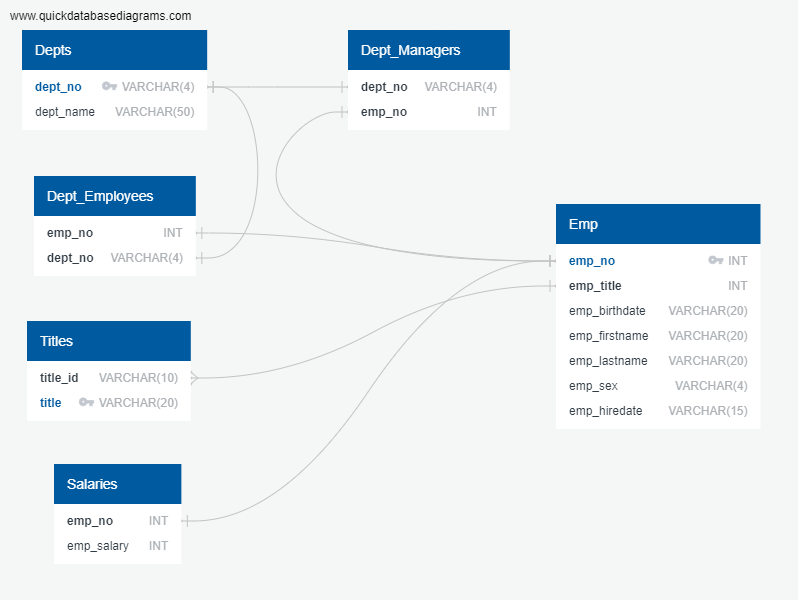 www.quickdatabasediagrams.com
Depts
dept_no VARCHAR(4)
dept_name VARCHAR(50)
Dept_Managers
dept_no VARCHAR(4)
emp_no INT
Dept_Employees
emp_no INT
dept_no VARCHAR(4)
Emp
emp_no INT
emp_title INT
emp_birthdate VARCHAR(20)
emp_firstname VARCHAR(20)
emp_lastname VARCHAR(20)
emp_sex VARCHAR(4)
emp_hiredate VARCHAR(15)
Titles
title_id VARCHAR(10)
title VARCHAR(20)
Salaries
emp_no INT
emp_salary INT